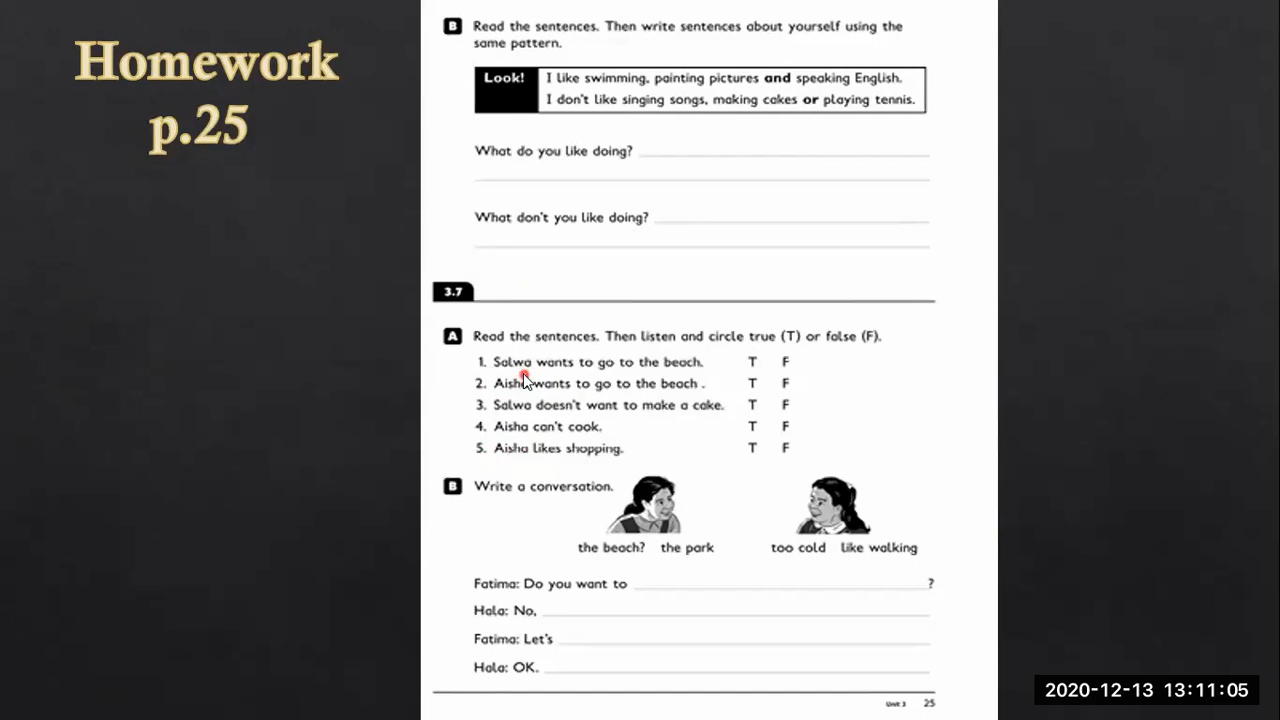 Homework
p.25
B Read the sentences. Then write sentences about yourself using the
same pattern.
Look! I like swimming, painting pictures and speaking English.
I don't like singing songs, making cakes or playing tennis.
What do you like doing?
What don't you like doing?
3.7
A Read the sentences. Then listen and circle true (T) or false (F).
1. Salwa wants to go to the beach. T F
2. Aisha wants to go to the beach . T F
3. Salwa doesn't want to make a cake. T F
4. Aisha can't cook. T F
5. Aisha likes shopping. T F
B Write a conversation.
the beach? the park too cold like walking
Fatima: Do you want to ?
Hala: No,
Fatima: Let's
Hala: OK.
Unit 3 25
2020-12-13 13:11:05